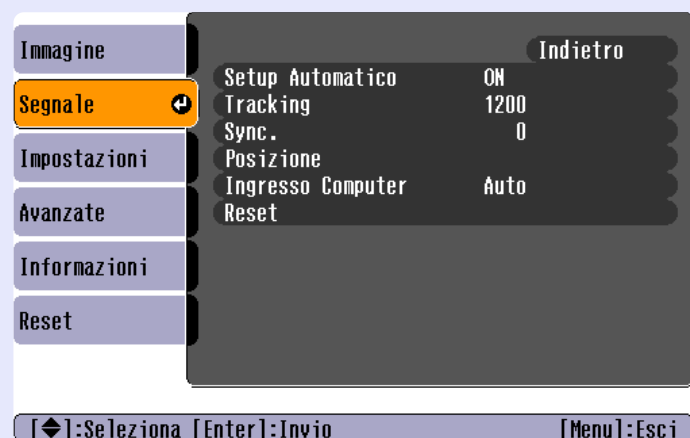 Immagine
Segnale
Impostazioni
Avanzate
Informazioni
Reset
Indietro
Setup Automatico ON
Tracking 1200
Sync. 0
Posizione
Ingresso Computer Auto
Reset
[◆]:Seleziona [Enter]:Invio [Menu]:Esci